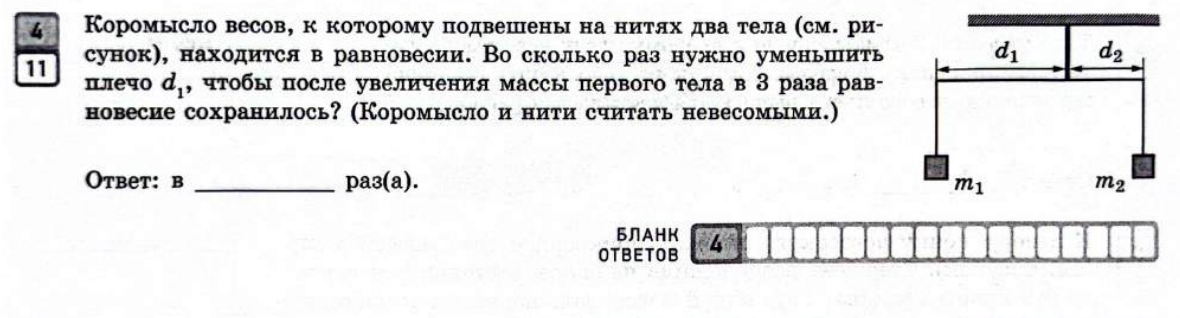 4
11
Коромысло весов, к которому подвешены на нитях два тела (см. ри-
сунок), находится в равновесии. Во сколько раз нужно уменьшить
плечо d₁, чтобы после увеличения массы первого тела в 3 раза рав-
новесие сохранилось? (Коромысло и нити считать невесомыми.)
Ответ: в ____________ раз(а).
d₁ d₂
m₁ m₂
БЛАНК
ОТВЕТОВ
4